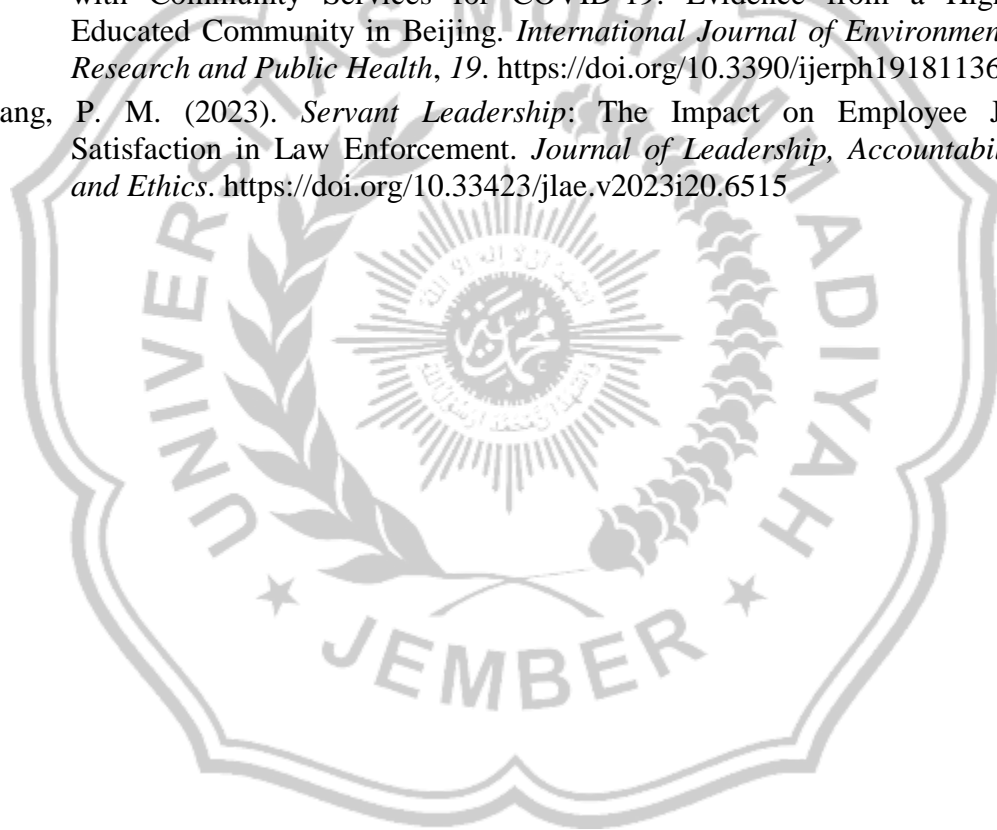 with Community Services for COVID-19: Evidence from a High
Educated Community in Beijing. International Journal of Environmen
Research and Public Health, 19. https://doi.org/10.3390/ijerph191811136
ang, P. M. (2023). Servant Leadership: The Impact on Employee J
Satisfaction in Law Enforcement. Journal of Leadership, Accountabil
and Ethics. https://doi.org/10.33423/jlae.v2023i20.6515
UNIVERSITAS MUHAMMADIYAH
JEMBER